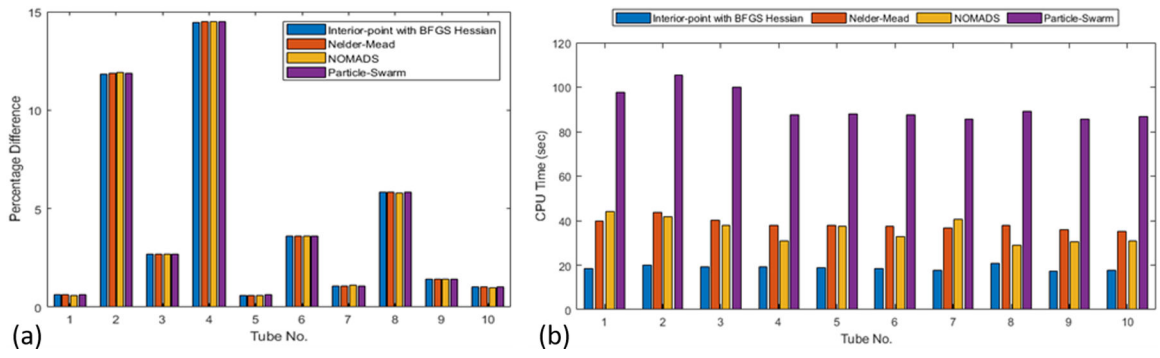 15
10
5
0
Percentage Difference
Interior-point with BFGS Hessian
Nelder-Mead
NOMADS
Particle-Swarm
1 2 3 4 5 6 7 8 9 10
Tube No.
(a)
Interior-point with BFGS Hessian Nelder-Mead NOMADS Particle-Swarm
120
100
80
60
40
20
0
CPU Time (sec)
1 2 3 4 5 6 7 8 9 10
Tube No.
(b)